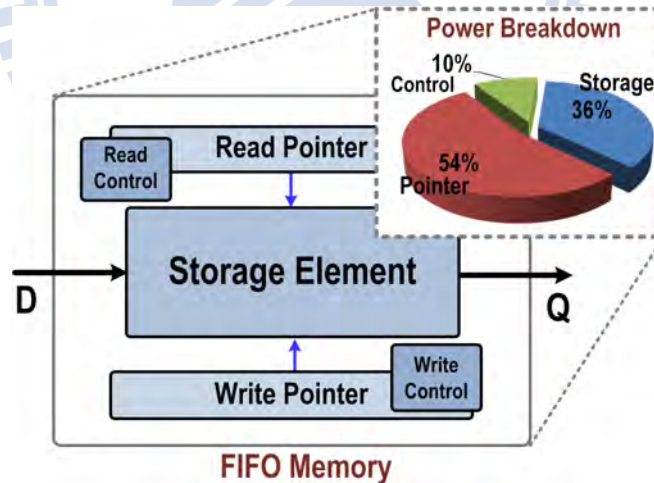 Power Breakdown
10%
Control
Storage
36%
54%
Pointer
Read Pointer
Read
Control
Storage Element
D
Q
Write
Control
Write Pointer
FIFO Memory